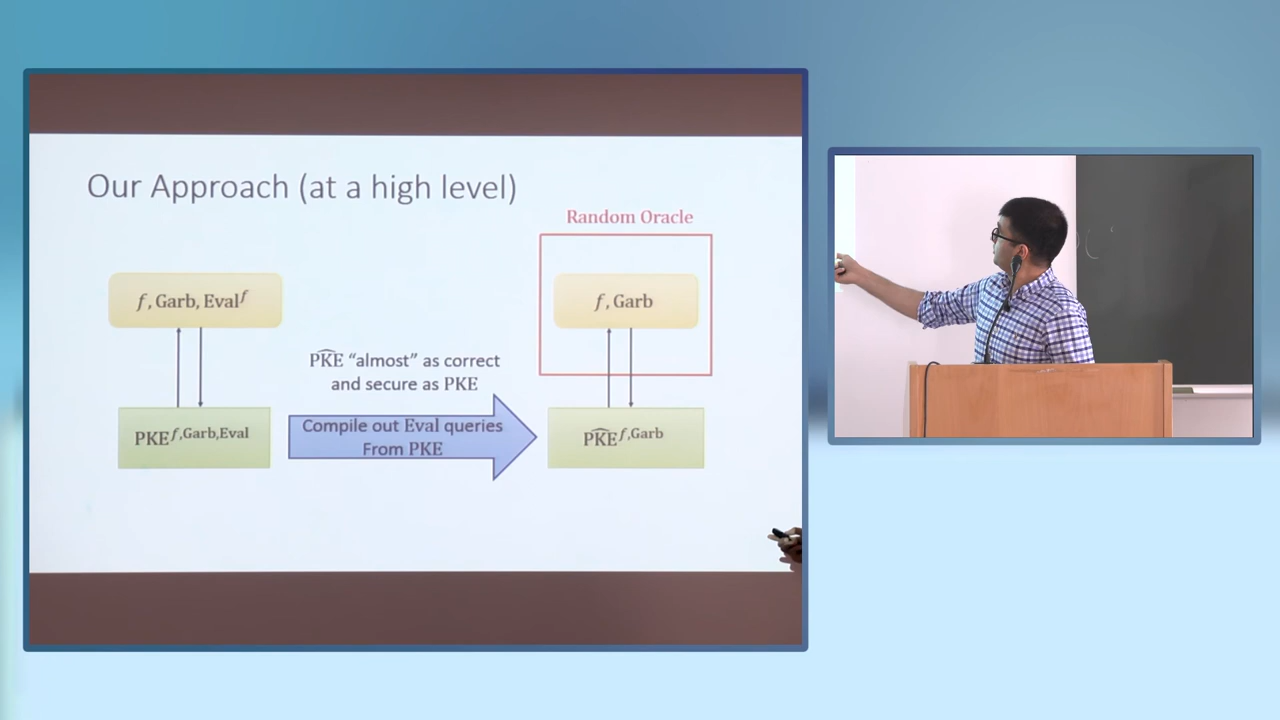 Our Approach (at a high level)
Random Oracle
f, Garb, Eval^f
f, Garb
P͡KE “almost” as correct
and secure as PKE
PKE^f,Garb,Eval
Compile out Eval queries
From PKE
P͡KE^f,Garb